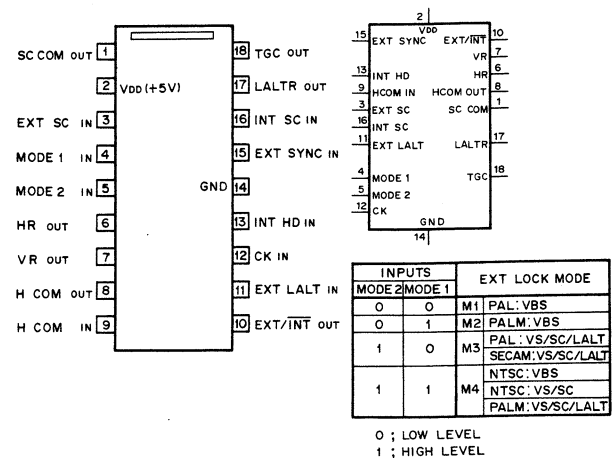 SC COM OUT 1
2 VDD (+5V)
EXT SC IN 3
MODE 1 IN 4
MODE 2 IN 5
HR OUT 6
VR OUT 7
H COM OUT 8
H COM IN 9
18 TGC OUT
17 LALTR OUT
16 INT SC IN
15 EXT SYNC IN
GND 14
13 INT HD IN
12 CK IN
11 EXT LALT IN
10 EXT/INT OUT
2
VDD
15 EXT SYNC EXT/INT 10
VR 7
13 INT HD HR 6
9 HCOM IN HCOM OUT 8
3 EXT SC SC COM 1
16 INT SC
11 EXT LALT LALTR 17
4 MODE 1 TGC 18
5 MODE 2
12 CK
GND
14
INPUTS EXT LOCK MODE
MODE 2 MODE 1
0 0 M1 PAL: VBS
0 1 M2 PALM: VBS
1 0 M3 PAL: VS/SC/LALT
SECAM: VS/SC/LALT
1 1 M4 NTSC: VBS
NTSC: VS/SC
PALM: VS/SC/LALT
0 ; LOW LEVEL
1 ; HIGH LEVEL